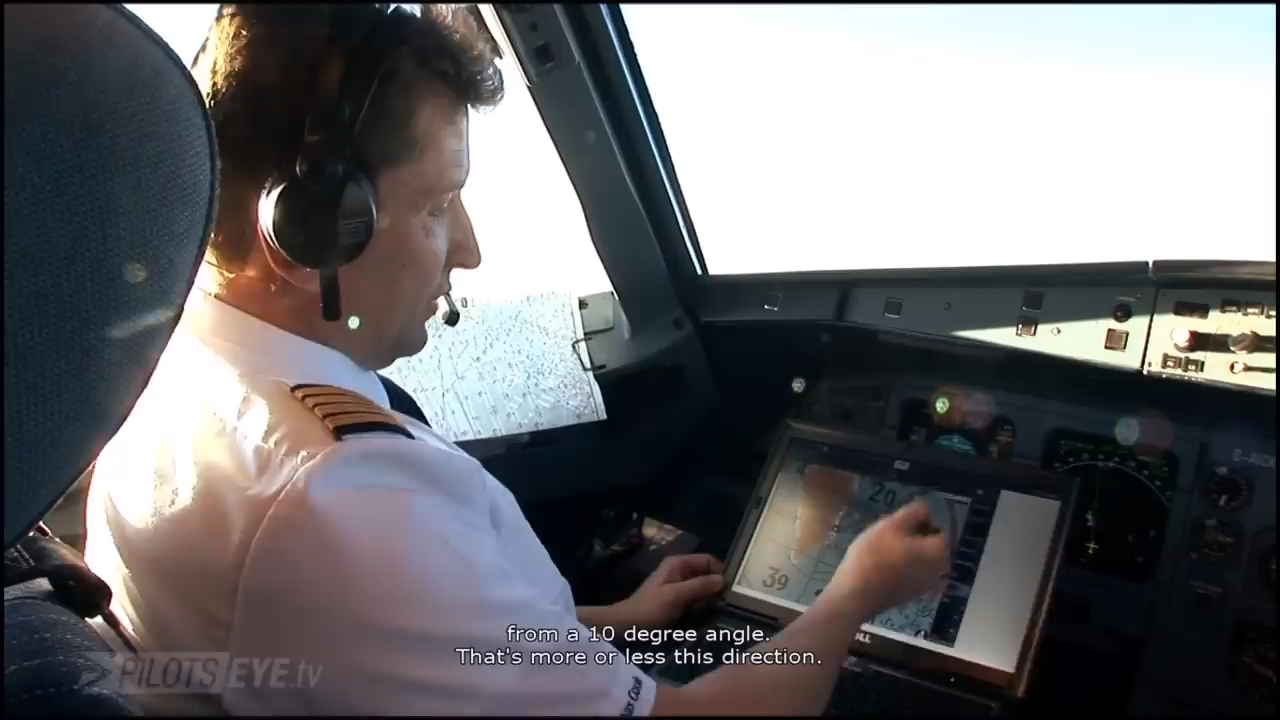 20
39
from a 10 degree angle.
That's more or less this direction.
PILOTSEYE.tv